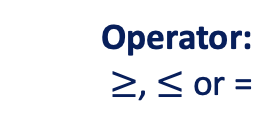 Operator:
≥, ≤ or =